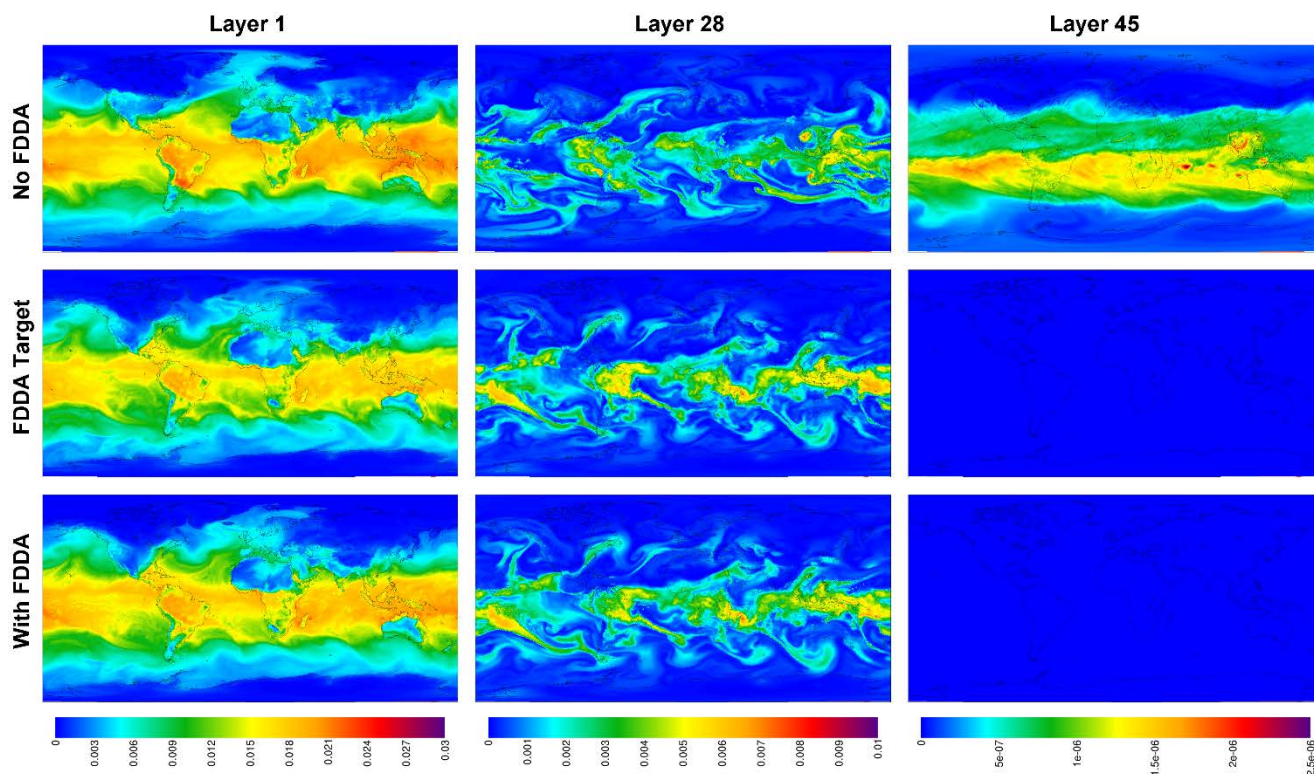 Layer 1
Layer 28
Layer 45
No FDDA
FDDA Target
With FDDA
0 0.003 0.006 0.009 0.012 0.015 0.018 0.021 0.024 0.027 0.03
0 0.001 0.002 0.003 0.004 0.005 0.006 0.007 0.008 0.009 0.01
0 5e-07 1e-06 1.5e-06 2e-06 2.5e-06